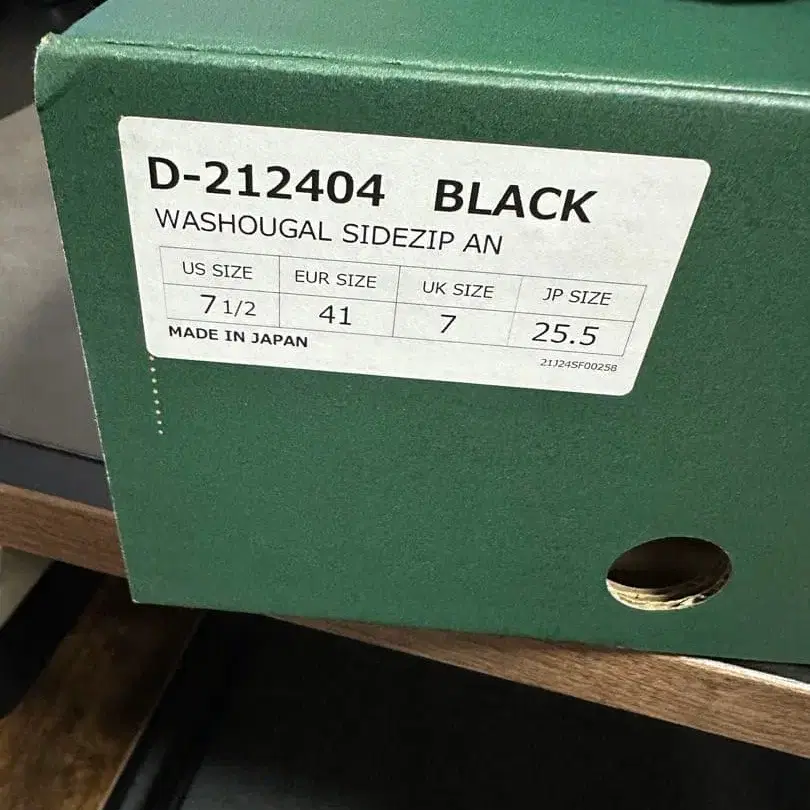 D-212404 BLACK
WASHOUGAL SIDEZIP AN
US SIZE EUR SIZE UK SIZE JP SIZE
7 1/2 41 7 25.5
MADE IN JAPAN
21J24SF00258